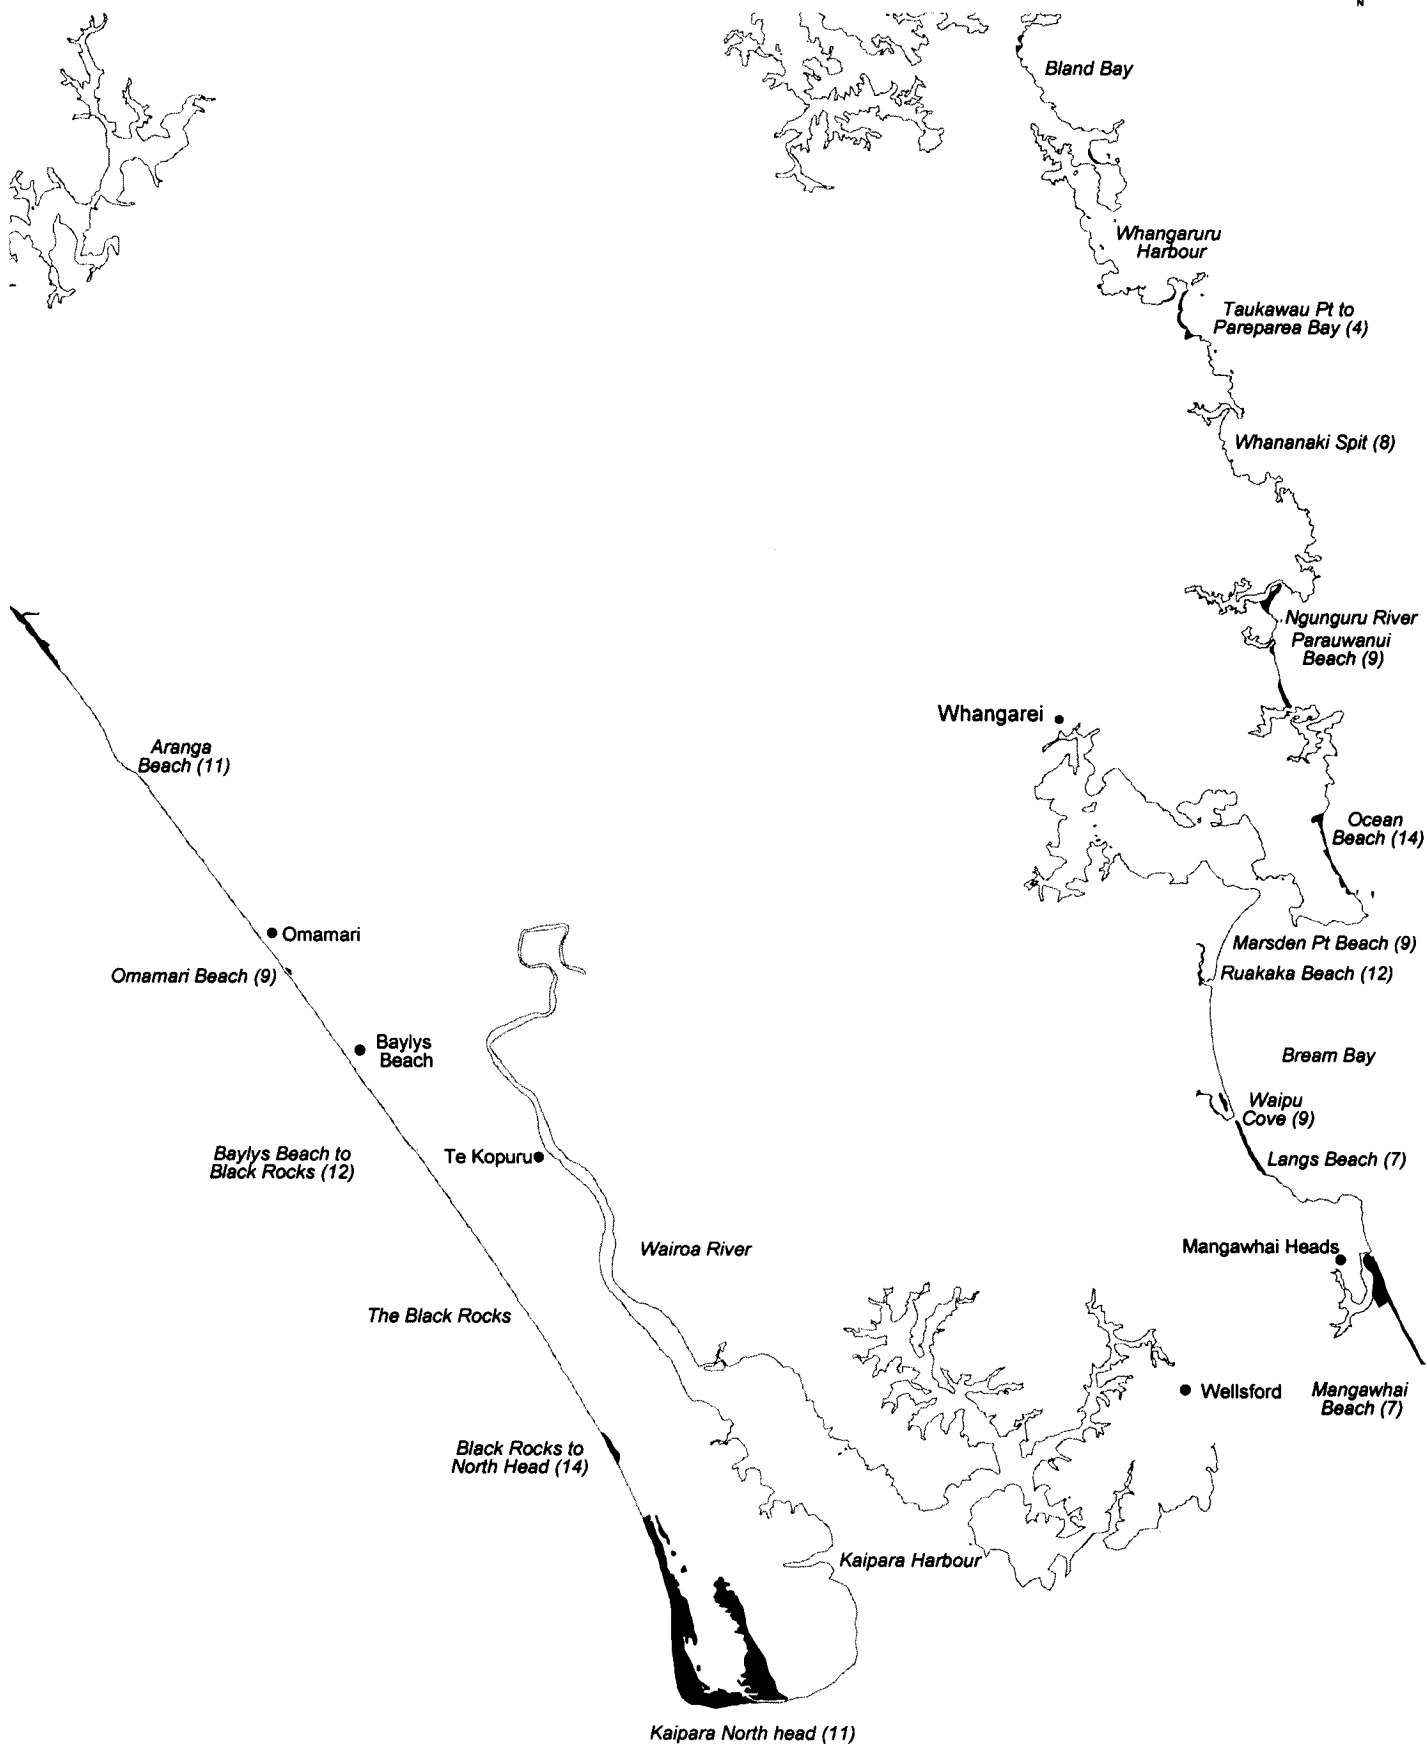 N
Bland Bay
Whangaruru
Harbour
Taukawau Pt to
Pareparea Bay (4)
Whananaki Spit (8)
Ngunguru River
Parauwanui
Beach (9)
Whangarei
Aranga
Beach (11)
Ocean
Beach (14)
Omamari
Marsden Pt Beach (9)
Omamari Beach (9)
Ruakaka Beach (12)
Baylys
Beach
Bream Bay
Waipu
Cove (9)
Baylys Beach to
Black Rocks (12)
Te Kopuru
Langs Beach (7)
Wairoa River
Mangawhai Heads
The Black Rocks
Wellsford
Mangawhai
Beach (7)
Black Rocks to
North Head (14)
Kaipara Harbour
Kaipara North head (11)